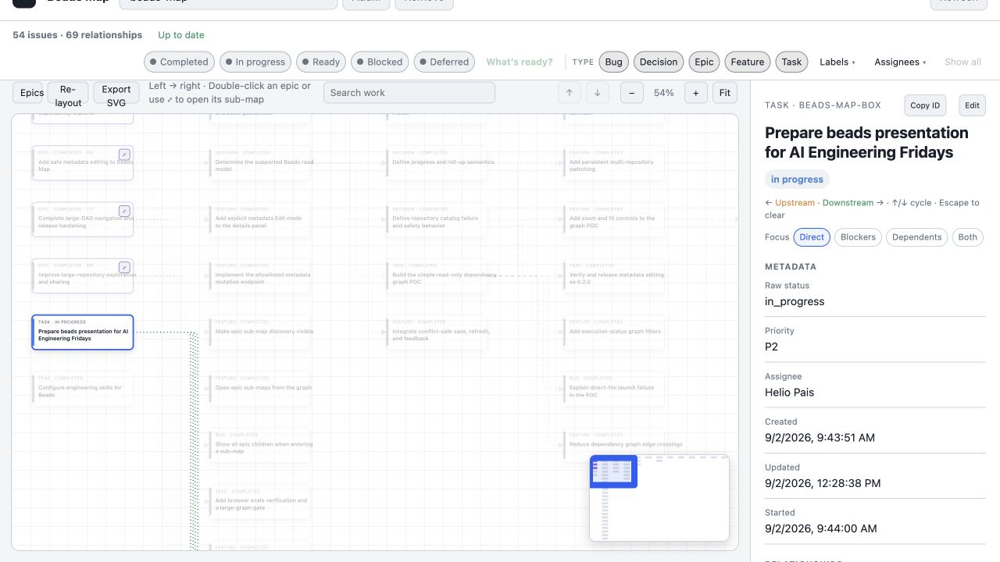 Beads Map
beads-map
Remove
Refresh
54 issues · 69 relationships
Up to date
Completed
In progress
Ready
Blocked
Deferred
What's ready?
TYPE
Bug
Decision
Epic
Feature
Task
Labels
Assignees
Show all
Epics
Re-layout
Export SVG
Left → right · Double-click an epic or
use ⤢ to open its sub-map
Search work
↑
↓
−
54%
+
Fit
EPIC · COMPLETED · 4/4
Add safe metadata editing to Beads
Map
EPIC · COMPLETED · 7/7
Complete large-DAG navigation and
release hardening
EPIC · COMPLETED · 6/6
Improve large-repository exploration
and sharing
TASK · IN PROGRESS
Prepare beads presentation for AI
Engineering Fridays
TASK · COMPLETED
Configure engineering skills for
Beads
DECISION · COMPLETED
Determine the supported Beads read
model
FEATURE · COMPLETED
Add explicit metadata Edit mode
to the details panel
FEATURE · COMPLETED
Implement the allowlisted metadata
mutation endpoint
FEATURE · COMPLETED
Make epic sub-map discovery visible
FEATURE · COMPLETED
Open epic sub-maps from the graph
BUG · COMPLETED
Show all epic children when entering
a sub-map
TASK · COMPLETED
Add browser scale verification and
a large-graph gate
FEATURE · COMPLETED
DECISION · COMPLETED
Define progress and roll-up semantics
DECISION · COMPLETED
Define repository catalog failure
and safety behavior
TASK · COMPLETED
Build the simple read-only dependency
graph POC
FEATURE · COMPLETED
Integrate conflict-safe save, refresh,
and feedback
FEATURE · COMPLETED
Add persistent multi-repository
switching
FEATURE · COMPLETED
Add zoom and fit controls to the
graph POC
TASK · COMPLETED
Verify and release metadata editing
as 0.2.0
FEATURE · COMPLETED
Add execution-status graph filters
BUG · COMPLETED
Explain direct-file launch failure
in the POC
FEATURE · COMPLETED
Reduce dependency graph edge crossings
TASK · BEADS-MAP-BOX
Copy ID
Edit
Prepare beads presentation
for AI Engineering Fridays
in progress
← Upstream · Downstream → · ↑/↓ cycle · Escape to
clear
Focus
Direct
Blockers
Dependents
Both
METADATA
Raw status
in_progress
Priority
P2
Assignee
Helio Pais
Created
9/2/2026, 9:43:51 AM
Updated
9/2/2026, 12:28:38 PM
Started
9/2/2026, 9:44:00 AM
RELATIONSHIPS